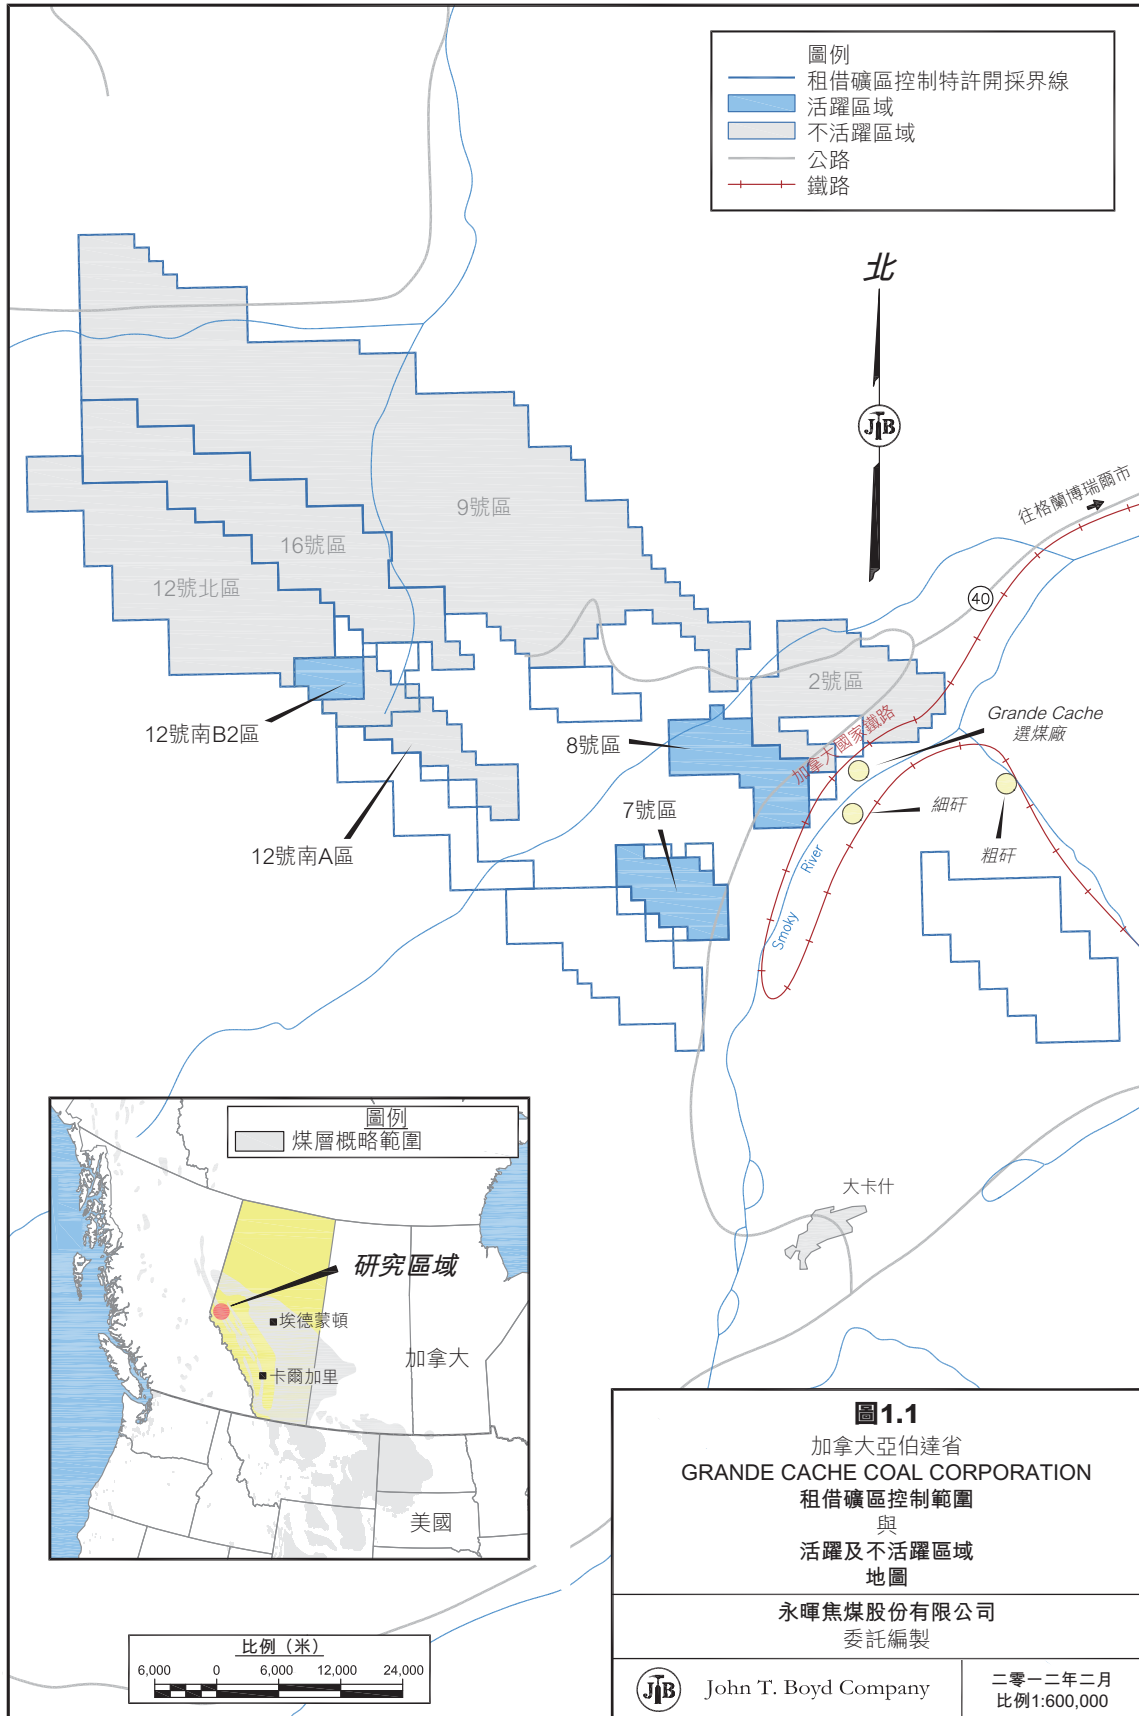 圖例
租借礦區控制特許開採界線
活躍區域
不活躍區域
公路
鐵路
北
JTB
往格蘭博瑞爾市
40
9號區
16號區
12號北區
2號區
12號南B2區
8號區
加拿大國家鐵路
Grande Cache
選煤廠
細矸
粗矸
7號區
12號南A區
Smoky River
大卡什
圖例
煤層概略範圍
研究區域
埃德蒙頓
卡爾加里
加拿大
美國
比例（米）
6,000 0 6,000 12,000 24,000
圖1.1
加拿大亞伯達省
GRANDE CACHE COAL CORPORATION
租借礦區控制範圍
與
活躍及不活躍區域
地圖
永暉焦煤股份有限公司
委託編製
JTB John T. Boyd Company
二零一二年二月
比例1:600,000